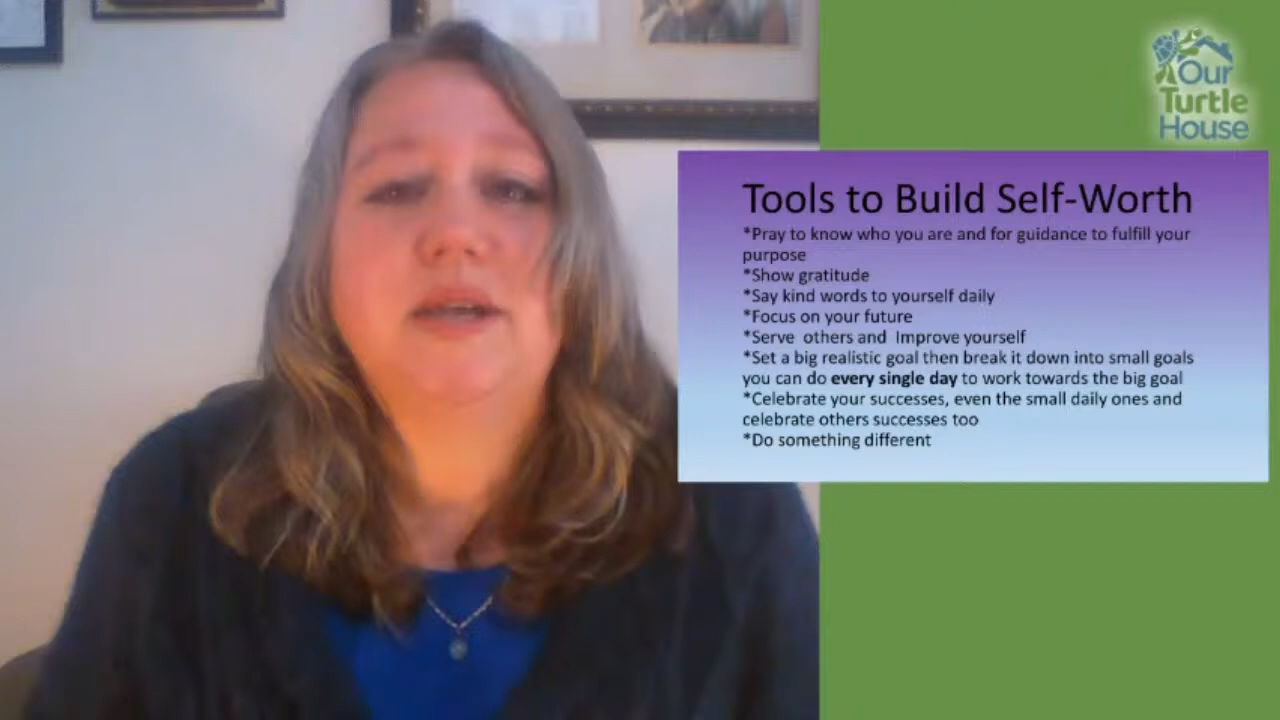 Our
Turtle
House
Tools to Build Self-Worth
*Pray to know who you are and for guidance to fulfill your
purpose
*Show gratitude
*Say kind words to yourself daily
*Focus on your future
*Serve  others and  Improve yourself
*Set a big realistic goal then break it down into small goals
you can do every single day to work towards the big goal
*Celebrate your successes, even the small daily ones and
celebrate others successes too
*Do something different